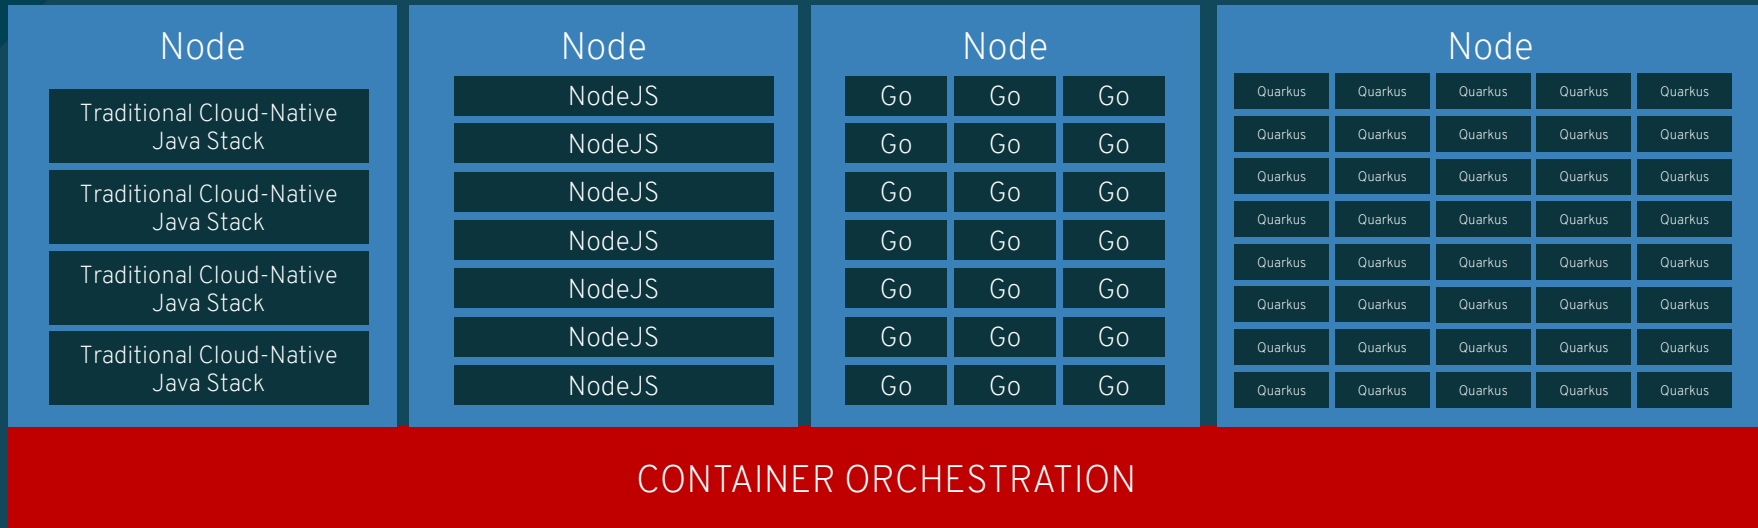 Node
Traditional Cloud-Native
Java Stack
Traditional Cloud-Native
Java Stack
Traditional Cloud-Native
Java Stack
Traditional Cloud-Native
Java Stack
Node
NodeJS
NodeJS
NodeJS
NodeJS
NodeJS
NodeJS
NodeJS
Node
Go Go Go
Go Go Go
Go Go Go
Go Go Go
Go Go Go
Go Go Go
Go Go Go
Node
Quarkus Quarkus Quarkus Quarkus Quarkus
Quarkus Quarkus Quarkus Quarkus Quarkus
Quarkus Quarkus Quarkus Quarkus Quarkus
Quarkus Quarkus Quarkus Quarkus Quarkus
Quarkus Quarkus Quarkus Quarkus Quarkus
Quarkus Quarkus Quarkus Quarkus Quarkus
Quarkus Quarkus Quarkus Quarkus Quarkus
Quarkus Quarkus Quarkus Quarkus Quarkus
CONTAINER ORCHESTRATION